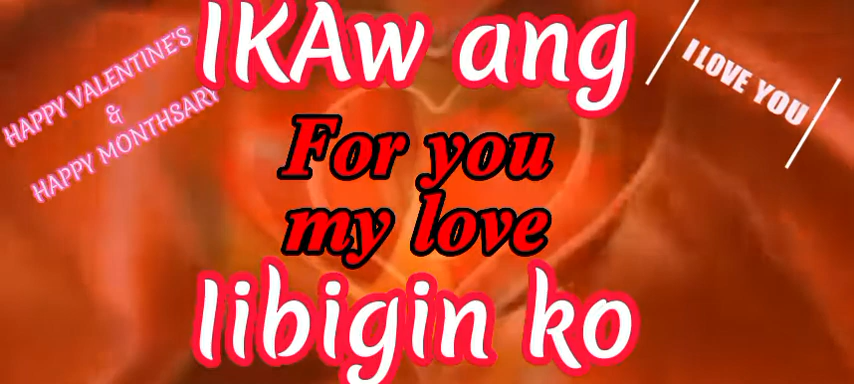 IKAw ang
HAPPY VALENTINE'S
&
HAPPY MONTHSARY
I LOVE YOU
For you
my love
Iibigin ko